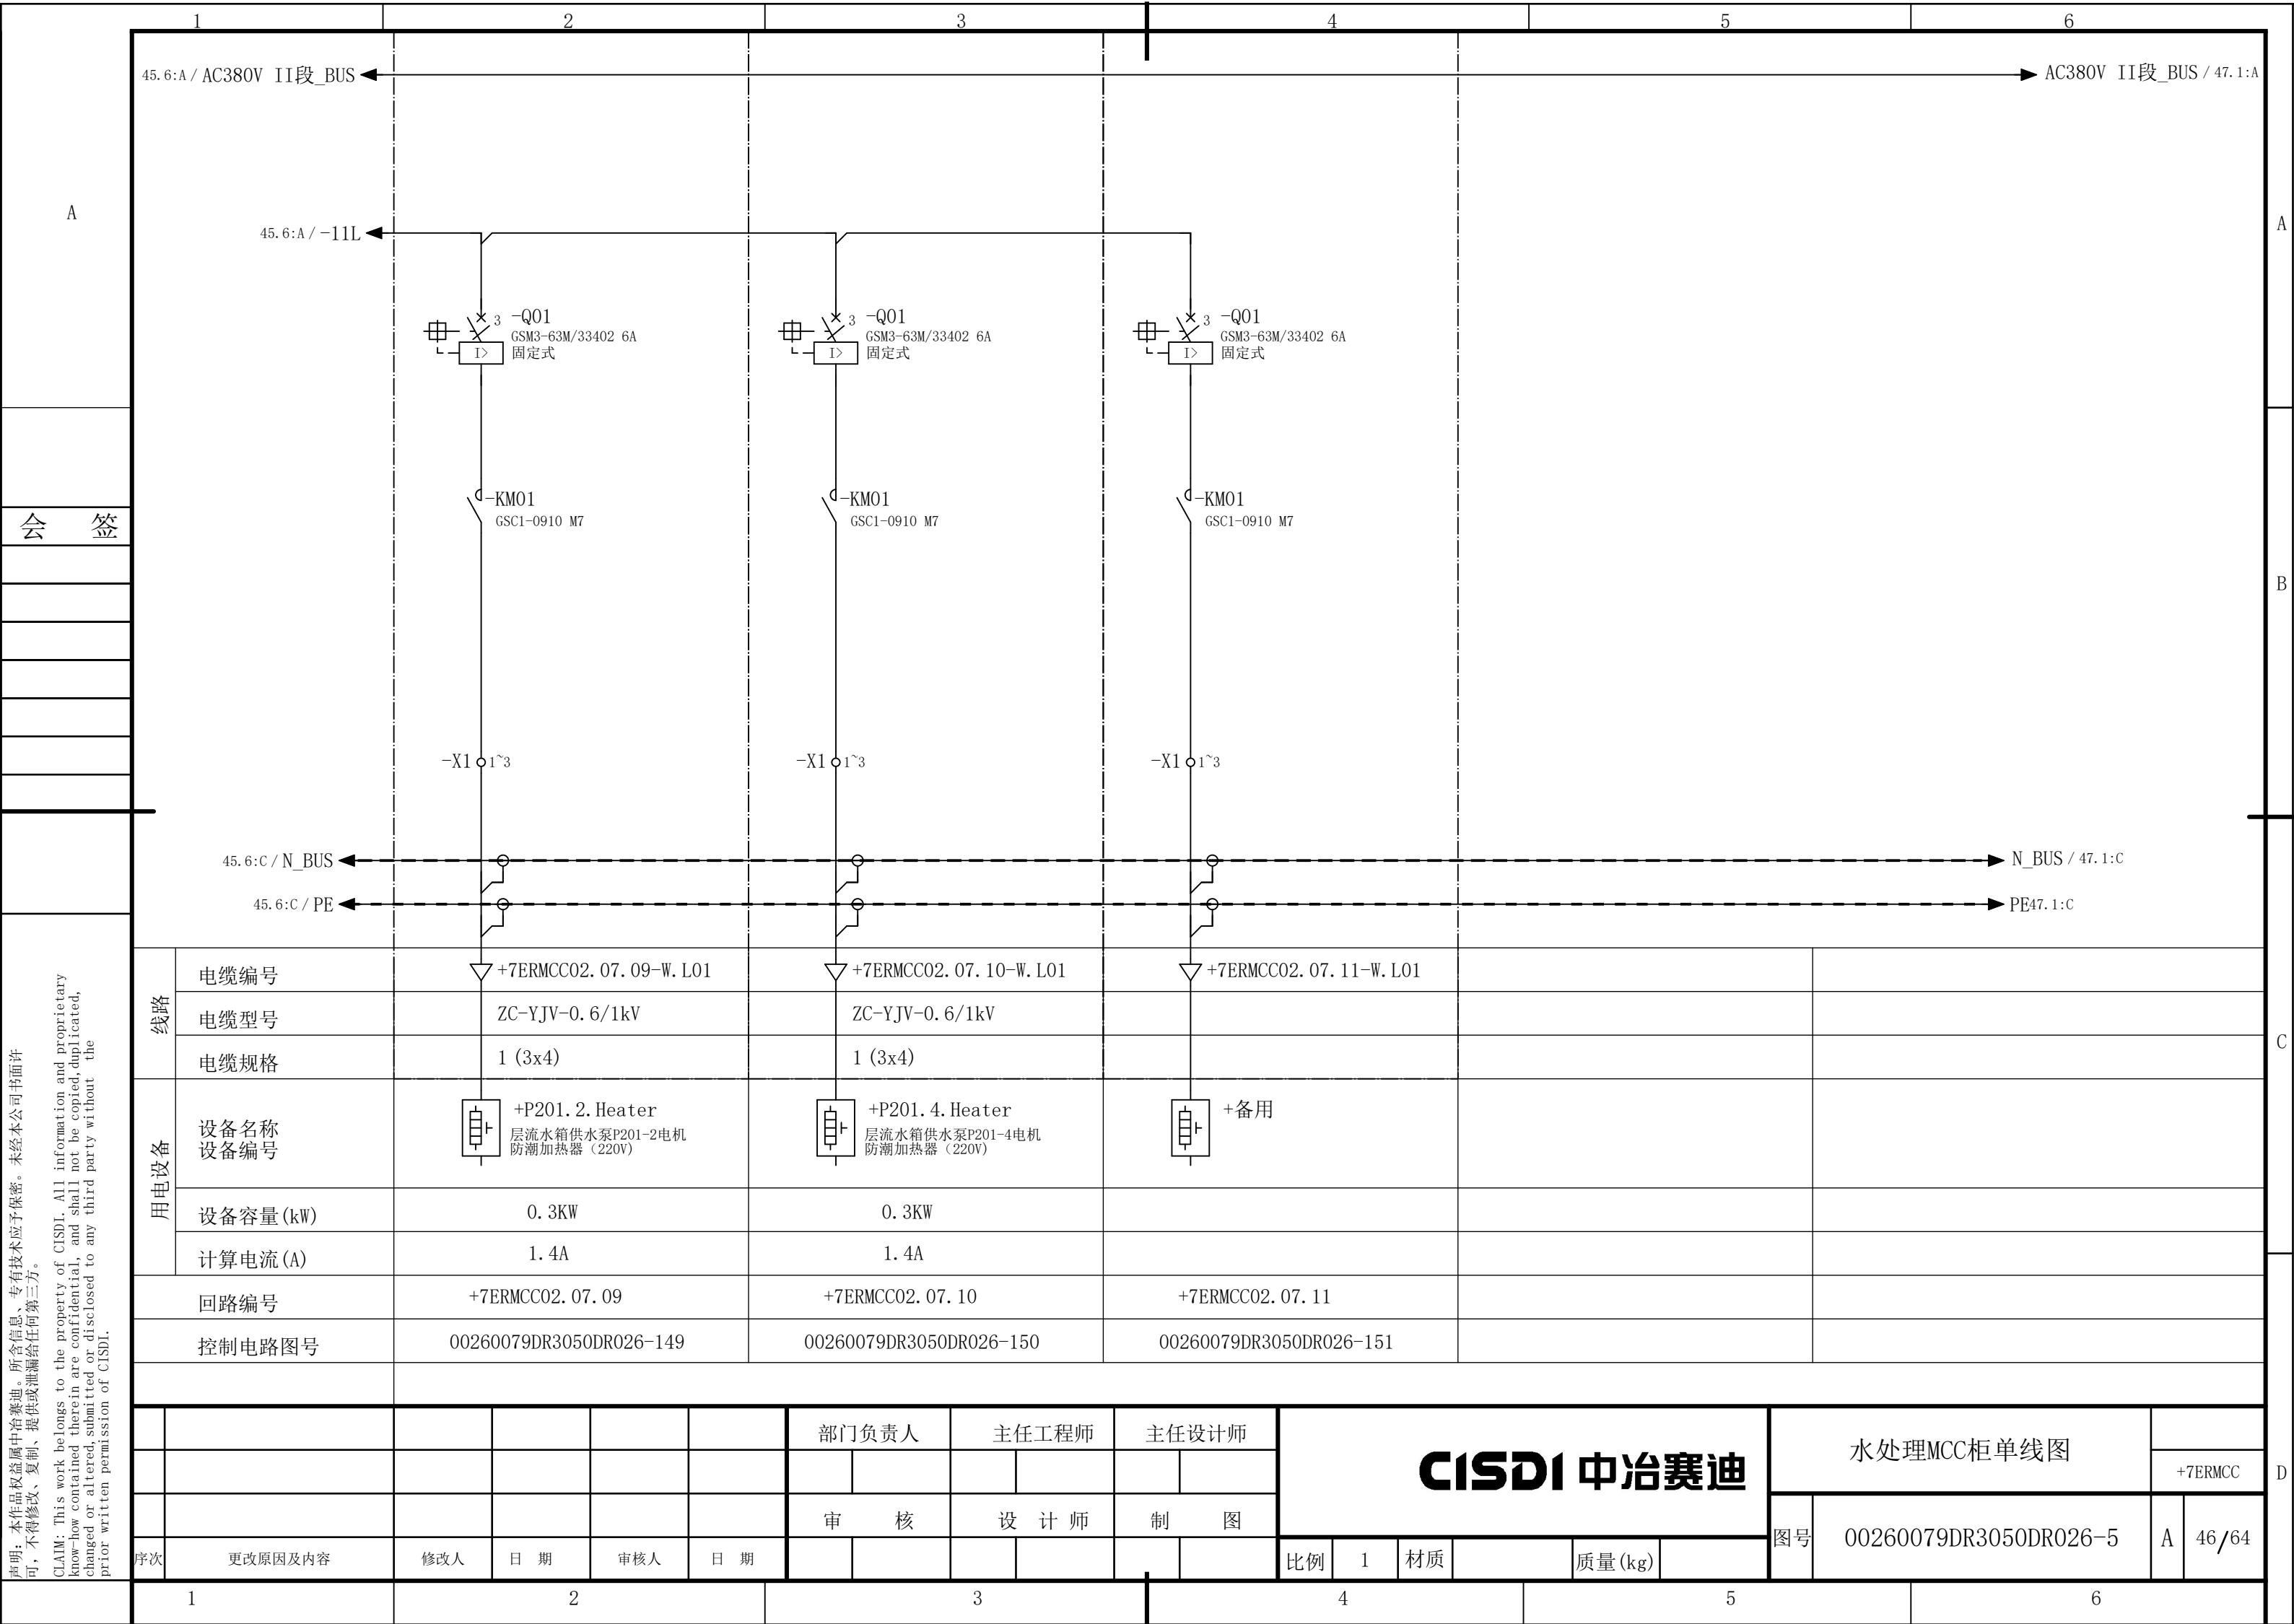 1 2 3 4 5 6
45.6:A / AC380V II段_BUS
AC380V II段_BUS / 47.1:A
A
A
45.6:A / -11L
3 -Q01
GSM3-63M/33402 6A
固定式
I>
3 -Q01
GSM3-63M/33402 6A
固定式
I>
3 -Q01
GSM3-63M/33402 6A
固定式
I>
-KM01
GSC1-0910 M7
-KM01
GSC1-0910 M7
-KM01
GSC1-0910 M7
会 签
B
-X1 1~3
-X1 1~3
-X1 1~3
45.6:C / N_BUS
N_BUS / 47.1:C
45.6:C / PE
PE47.1:C
线路
电缆编号 +7ERMCC02.07.09-W.L01 +7ERMCC02.07.10-W.L01 +7ERMCC02.07.11-W.L01
电缆型号 ZC-YJV-0.6/1kV ZC-YJV-0.6/1kV
电缆规格 1 (3x4) 1 (3x4)
C
用电设备
设备名称
设备编号
+P201.2.Heater
层流水箱供水泵P201-2电机
防潮加热器（220V)
+P201.4.Heater
层流水箱供水泵P201-4电机
防潮加热器（220V)
+备用
设备容量(kW) 0.3KW 0.3KW
计算电流(A) 1.4A 1.4A
回路编号 +7ERMCC02.07.09 +7ERMCC02.07.10 +7ERMCC02.07.11
控制电路图号 00260079DR3050DR026-149 00260079DR3050DR026-150 00260079DR3050DR026-151
声明: 本作品权益属中冶赛迪。所含信息、专有技术应予保密。未经本公司书面许
可, 不得修改、复制、提供或泄漏给任何第三方。
CLAIM: This work belongs to the property of CISDI. All information and proprietary
know-how contained therein are confidential, and shall not be copied,duplicated,
changed or altered,submitted or disclosed to any third party without the
prior written permission of CISDI.
部门负责人 主任工程师 主任设计师
审 核 设 计 师 制 图
序次 更改原因及内容 修改人 日 期 审核人 日 期
CISDI 中冶赛迪
比例 1 材质 质量(kg)
水处理MCC柜单线图
+7ERMCC
D
图号 00260079DR3050DR026-5 A 46/64
1 2 3 4 5 6